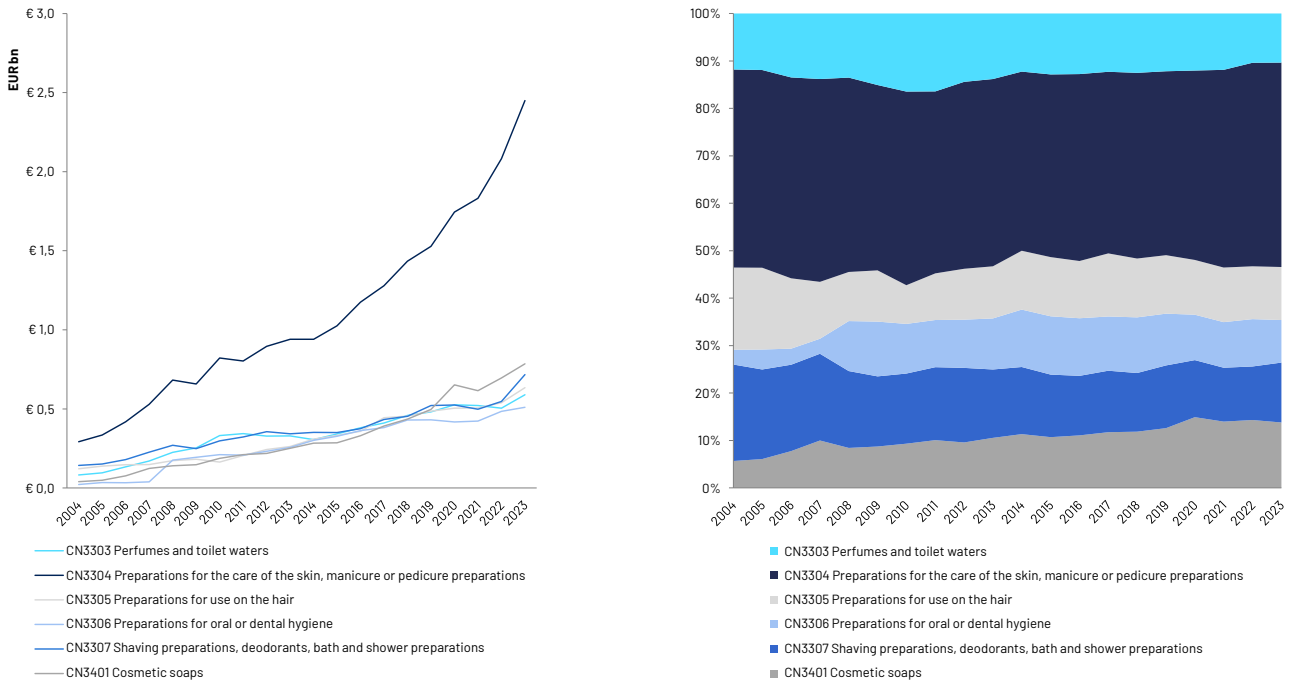 € 3,0
€ 2,5
€ 2,0
€ 1,5
€ 1,0
€ 0,5
€ 0,0
EUR bn
2004 2005 2006 2007 2008 2009 2010 2011 2012 2013 2014 2015 2016 2017 2018 2019 2020 2021 2022 2023
CN3303 Perfumes and toilet waters
CN3304 Preparations for the care of the skin, manicure or pedicure preparations
CN3305 Preparations for use on the hair
CN3306 Preparations for oral or dental hygiene
CN3307 Shaving preparations, deodorants, bath and shower preparations
CN3401 Cosmetic soaps
100%
90%
80%
70%
60%
50%
40%
30%
20%
10%
0%
2004 2005 2006 2007 2008 2009 2010 2011 2012 2013 2014 2015 2016 2017 2018 2019 2020 2021 2022 2023
CN3303 Perfumes and toilet waters
CN3304 Preparations for the care of the skin, manicure or pedicure preparations
CN3305 Preparations for use on the hair
CN3306 Preparations for oral or dental hygiene
CN3307 Shaving preparations, deodorants, bath and shower preparations
CN3401 Cosmetic soaps